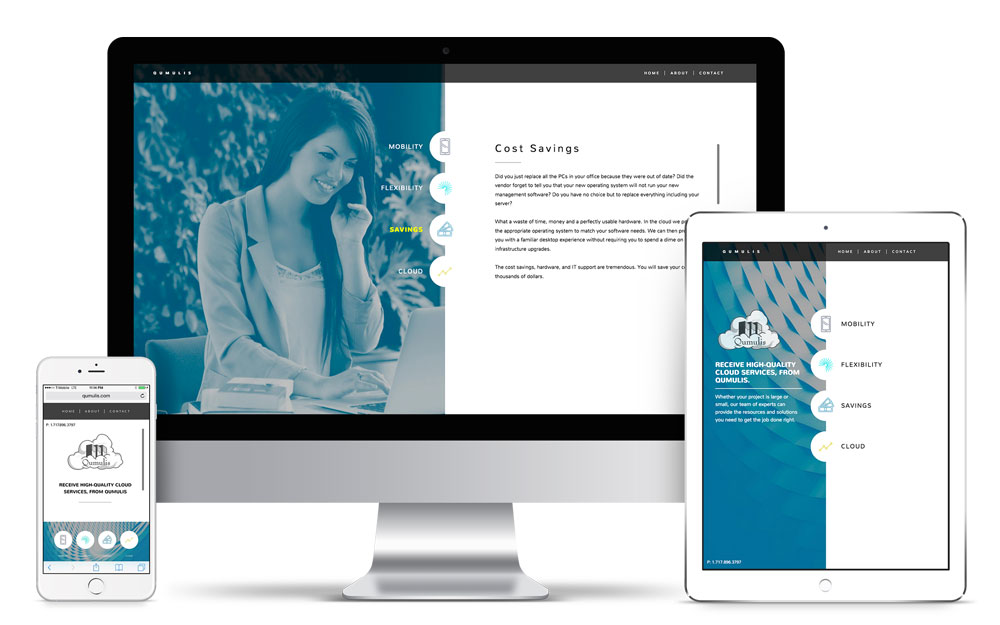 QUMULIS
HOME | ABOUT | CONTACT
MOBILITY
FLEXIBILITY
SAVINGS
CLOUD
Cost Savings
Did you just replace all the PCs in your office because they were out of date? Did the
vendor forget to tell you that your new operating system will not run your new
management software? Do you have no choice but to replace everything including your
server?
What a waste of time, money and a perfectly usable hardware. In the cloud we
the appropriate operating system to match your software needs. We can then
you with a familiar desktop experience without requiring you to spend a dime on
infrastructure upgrades.
The cost savings, hardware, and IT support are tremendous. You will save your
thousands of dollars.
QUMULIS
HOME | ABOUT | CONTACT
Qumulis
RECEIVE HIGH-QUALITY
CLOUD SERVICES, FROM
QUMULIS.
Whether your project is large or
small, our team of experts can
provide the resources and solutions
you need to get the job done right.
MOBILITY
FLEXIBILITY
SAVINGS
CLOUD
P: 1.717.896.3797
11:14 PM
qumulis.com
HOME | ABOUT | CONTACT
P: 1.717.896.3797
Qumulis
RECEIVE HIGH-QUALITY CLOUD
SERVICES, FROM QUMULIS